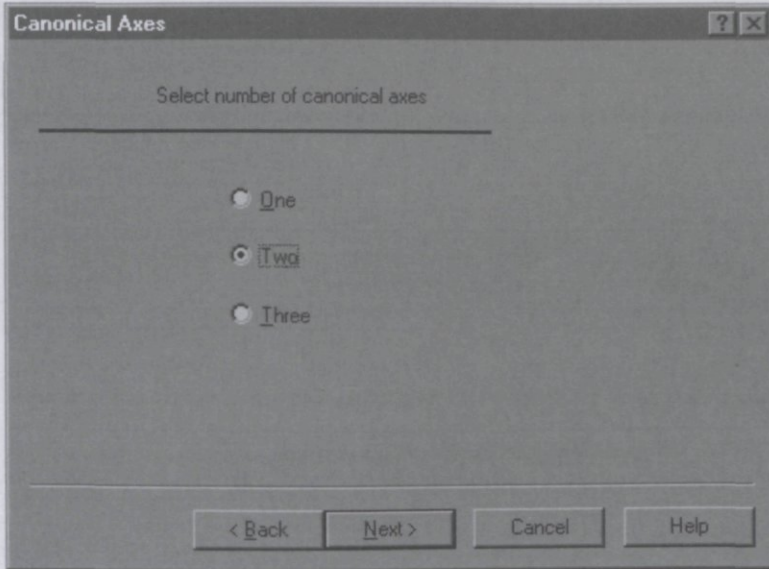 Canonical Axes
Select number of canonical axes
One
Two
Three
< Back
Next >
Cancel
Help